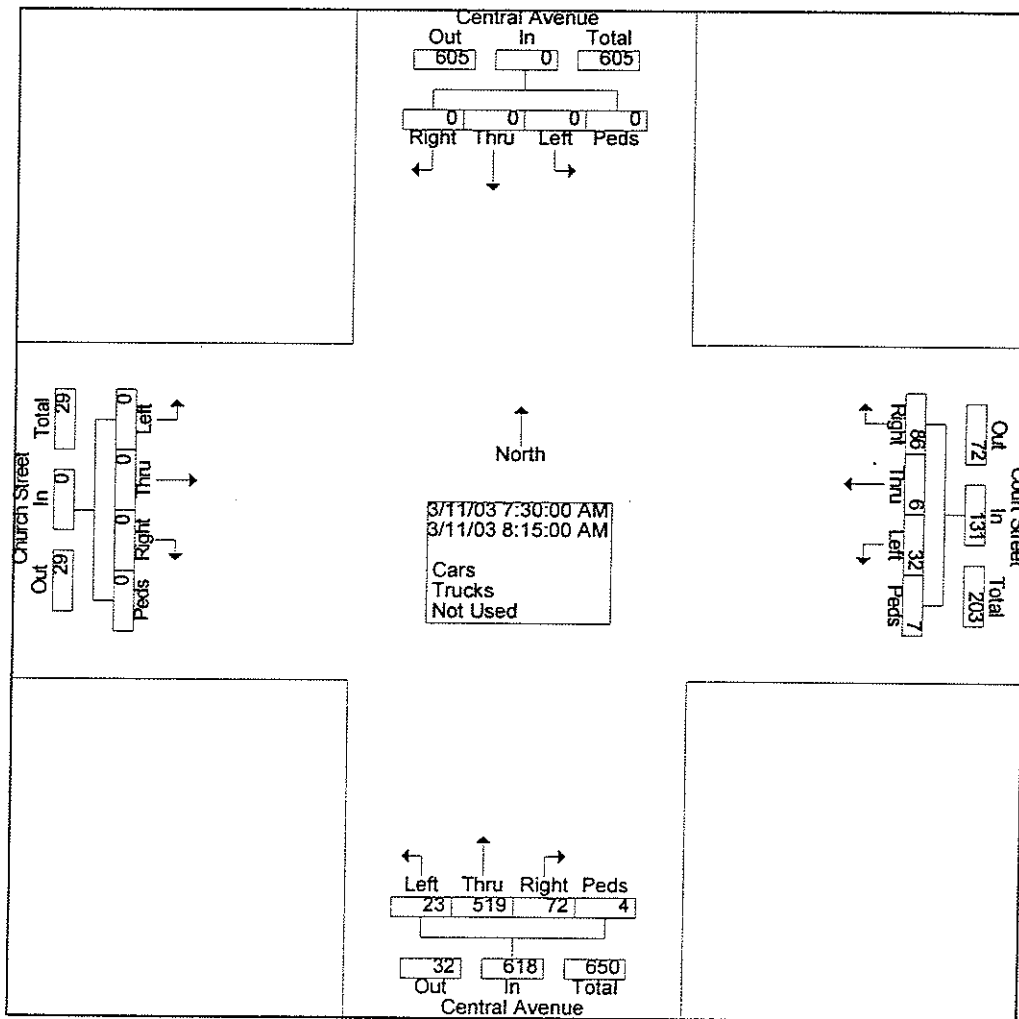 Central Avenue
Out In Total
605 0 605
0 0 0 0
Right Thru Left Peds
Church Street
Out In Total
29 0 29
0 0 0 0
Left Thru Right Peds
North
3/11/03 7:30:00 AM
3/11/03 8:15:00 AM
Cars
Trucks
Not Used
Right Thru Left Peds
86 6 32 7
Out In Total
72 131 203
Court Street
Left Thru Right Peds
23 519 72 4
32 618 650
Out In Total
Central Avenue